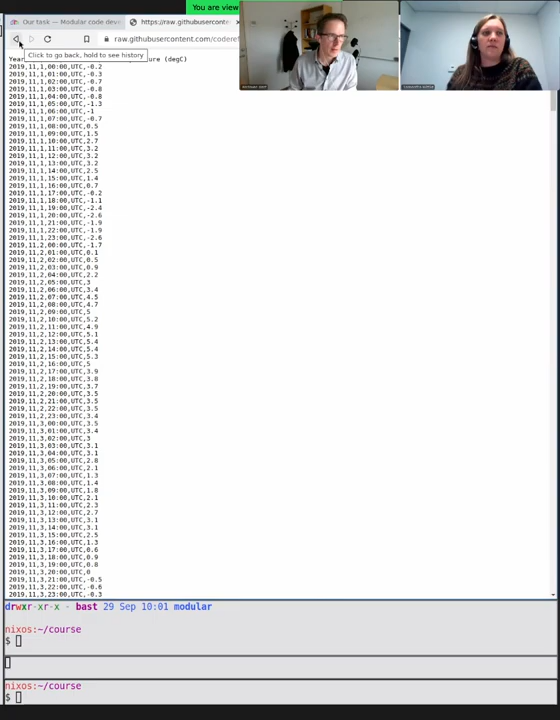 You are view
Our task — Modular code deve
https://raw.githubusercontent
raw.githubusercontent.com/coderef
Click to go back, hold to see history
Year
ture (degC)
2019,11,1,00:00,UTC,-0.2
2019,11,1,01:00,UTC,-0.3
2019,11,1,02:00,UTC,-0.7
2019,11,1,03:00,UTC,-0.8
2019,11,1,04:00,UTC,-0.8
2019,11,1,05:00,UTC,-1.3
2019,11,1,06:00,UTC,-1
2019,11,1,07:00,UTC,-0.7
2019,11,1,08:00,UTC,0.5
2019,11,1,09:00,UTC,1.5
2019,11,1,10:00,UTC,2.7
2019,11,1,11:00,UTC,3.2
2019,11,1,12:00,UTC,3.2
2019,11,1,13:00,UTC,3.2
2019,11,1,14:00,UTC,2.5
2019,11,1,15:00,UTC,1.4
2019,11,1,16:00,UTC,0.7
2019,11,1,17:00,UTC,-0.2
2019,11,1,18:00,UTC,-1.1
2019,11,1,19:00,UTC,-2.4
2019,11,1,20:00,UTC,-2.6
2019,11,1,21:00,UTC,-1.9
2019,11,1,22:00,UTC,-1.9
2019,11,1,23:00,UTC,-2.6
2019,11,2,00:00,UTC,-1.7
2019,11,2,01:00,UTC,0.1
2019,11,2,02:00,UTC,0.5
2019,11,2,03:00,UTC,0.9
2019,11,2,04:00,UTC,2.2
2019,11,2,05:00,UTC,3
2019,11,2,06:00,UTC,3.4
2019,11,2,07:00,UTC,4.5
2019,11,2,08:00,UTC,4.7
2019,11,2,09:00,UTC,5
2019,11,2,10:00,UTC,5.2
2019,11,2,11:00,UTC,4.9
2019,11,2,12:00,UTC,5.1
2019,11,2,13:00,UTC,5.4
2019,11,2,14:00,UTC,5.4
2019,11,2,15:00,UTC,5.3
2019,11,2,16:00,UTC,5
2019,11,2,17:00,UTC,3.9
2019,11,2,18:00,UTC,3.8
2019,11,2,19:00,UTC,3.7
2019,11,2,20:00,UTC,3.5
2019,11,2,21:00,UTC,3.5
2019,11,2,22:00,UTC,3.5
2019,11,2,23:00,UTC,3.4
2019,11,3,00:00,UTC,3.5
2019,11,3,01:00,UTC,3.4
2019,11,3,02:00,UTC,3
2019,11,3,03:00,UTC,3.1
2019,11,3,04:00,UTC,3.1
2019,11,3,05:00,UTC,2.8
2019,11,3,06:00,UTC,2.1
2019,11,3,07:00,UTC,1.3
2019,11,3,08:00,UTC,1.4
2019,11,3,09:00,UTC,1.8
2019,11,3,10:00,UTC,2.1
2019,11,3,11:00,UTC,2.3
2019,11,3,12:00,UTC,2.7
2019,11,3,13:00,UTC,3.1
2019,11,3,14:00,UTC,3.1
2019,11,3,15:00,UTC,2.5
2019,11,3,16:00,UTC,1.3
2019,11,3,17:00,UTC,0.6
2019,11,3,18:00,UTC,0.9
2019,11,3,19:00,UTC,0.8
2019,11,3,20:00,UTC,0
2019,11,3,21:00,UTC,-0.5
2019,11,3,22:00,UTC,-0.6
2019,11,3,23:00,UTC,-0.3
drwxr-xr-x - bast 29 Sep 10:01 modular
nixos:~/course
$
nixos:~/course
$